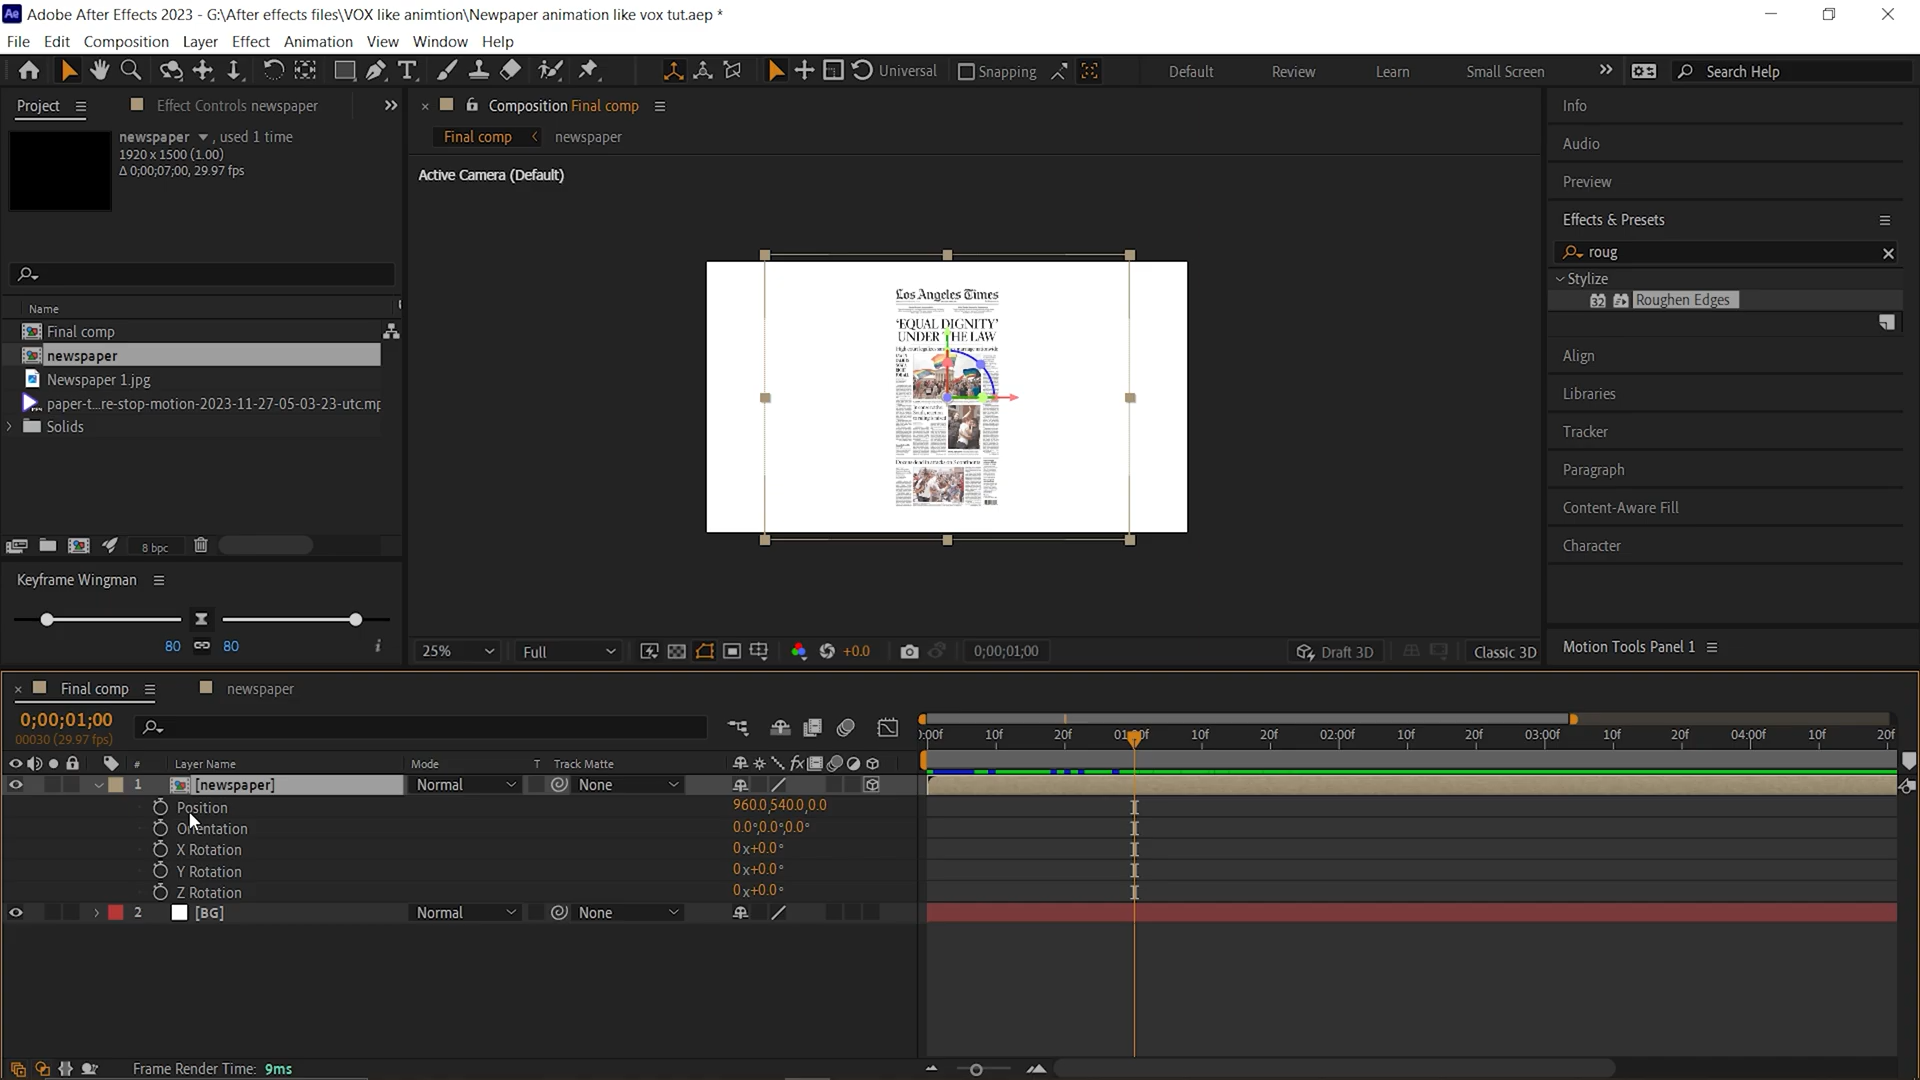 Ae Adobe After Effects 2023 - G:\After effects files\VOX like animtion\Newpaper animation like vox tut.aep *
File Edit Composition Layer Effect Animation View Window Help
Universal Snapping Default Review Learn Small Screen Search Help
Project Effect Controls newspaper
newspaper , used 1 time
1920 x 1500 (1.00)
Δ 0;00;07;00, 29.97 fps
Composition Final comp
Final comp newspaper
Active Camera (Default)
Los Angeles Times
'EQUAL DIGNITY'
UNDER THE LAW
Info
Audio
Preview
Effects & Presets
roug
Stylize
32 Roughen Edges
Align
Libraries
Tracker
Paragraph
Content-Aware Fill
Character
Motion Tools Panel 1
Name
Final comp
newspaper
Newspaper 1.jpg
paper-t...re-stop-motion-2023-11-27-05-03-23-utc.mp
Solids
8 bpc
Keyframe Wingman
80 80
25% Full +0.0 0;00;01;00 Draft 3D Classic 3D
Final comp newspaper
0;00;01;00
00030 (29.97 fps)
:00f 10f 20f 01:00f 10f 20f 02:00f 10f 20f 03:00f 10f 20f 04:00f 10f 20f
# Layer Name Mode T Track Matte fx
1 [newspaper] Normal None
Position 960.0,540.0,0.0
Orientation 0.0°,0.0°,0.0°
X Rotation 0x+0.0°
Y Rotation 0x+0.0°
Z Rotation 0x+0.0°
2 [BG] Normal None
Frame Render Time: 9ms